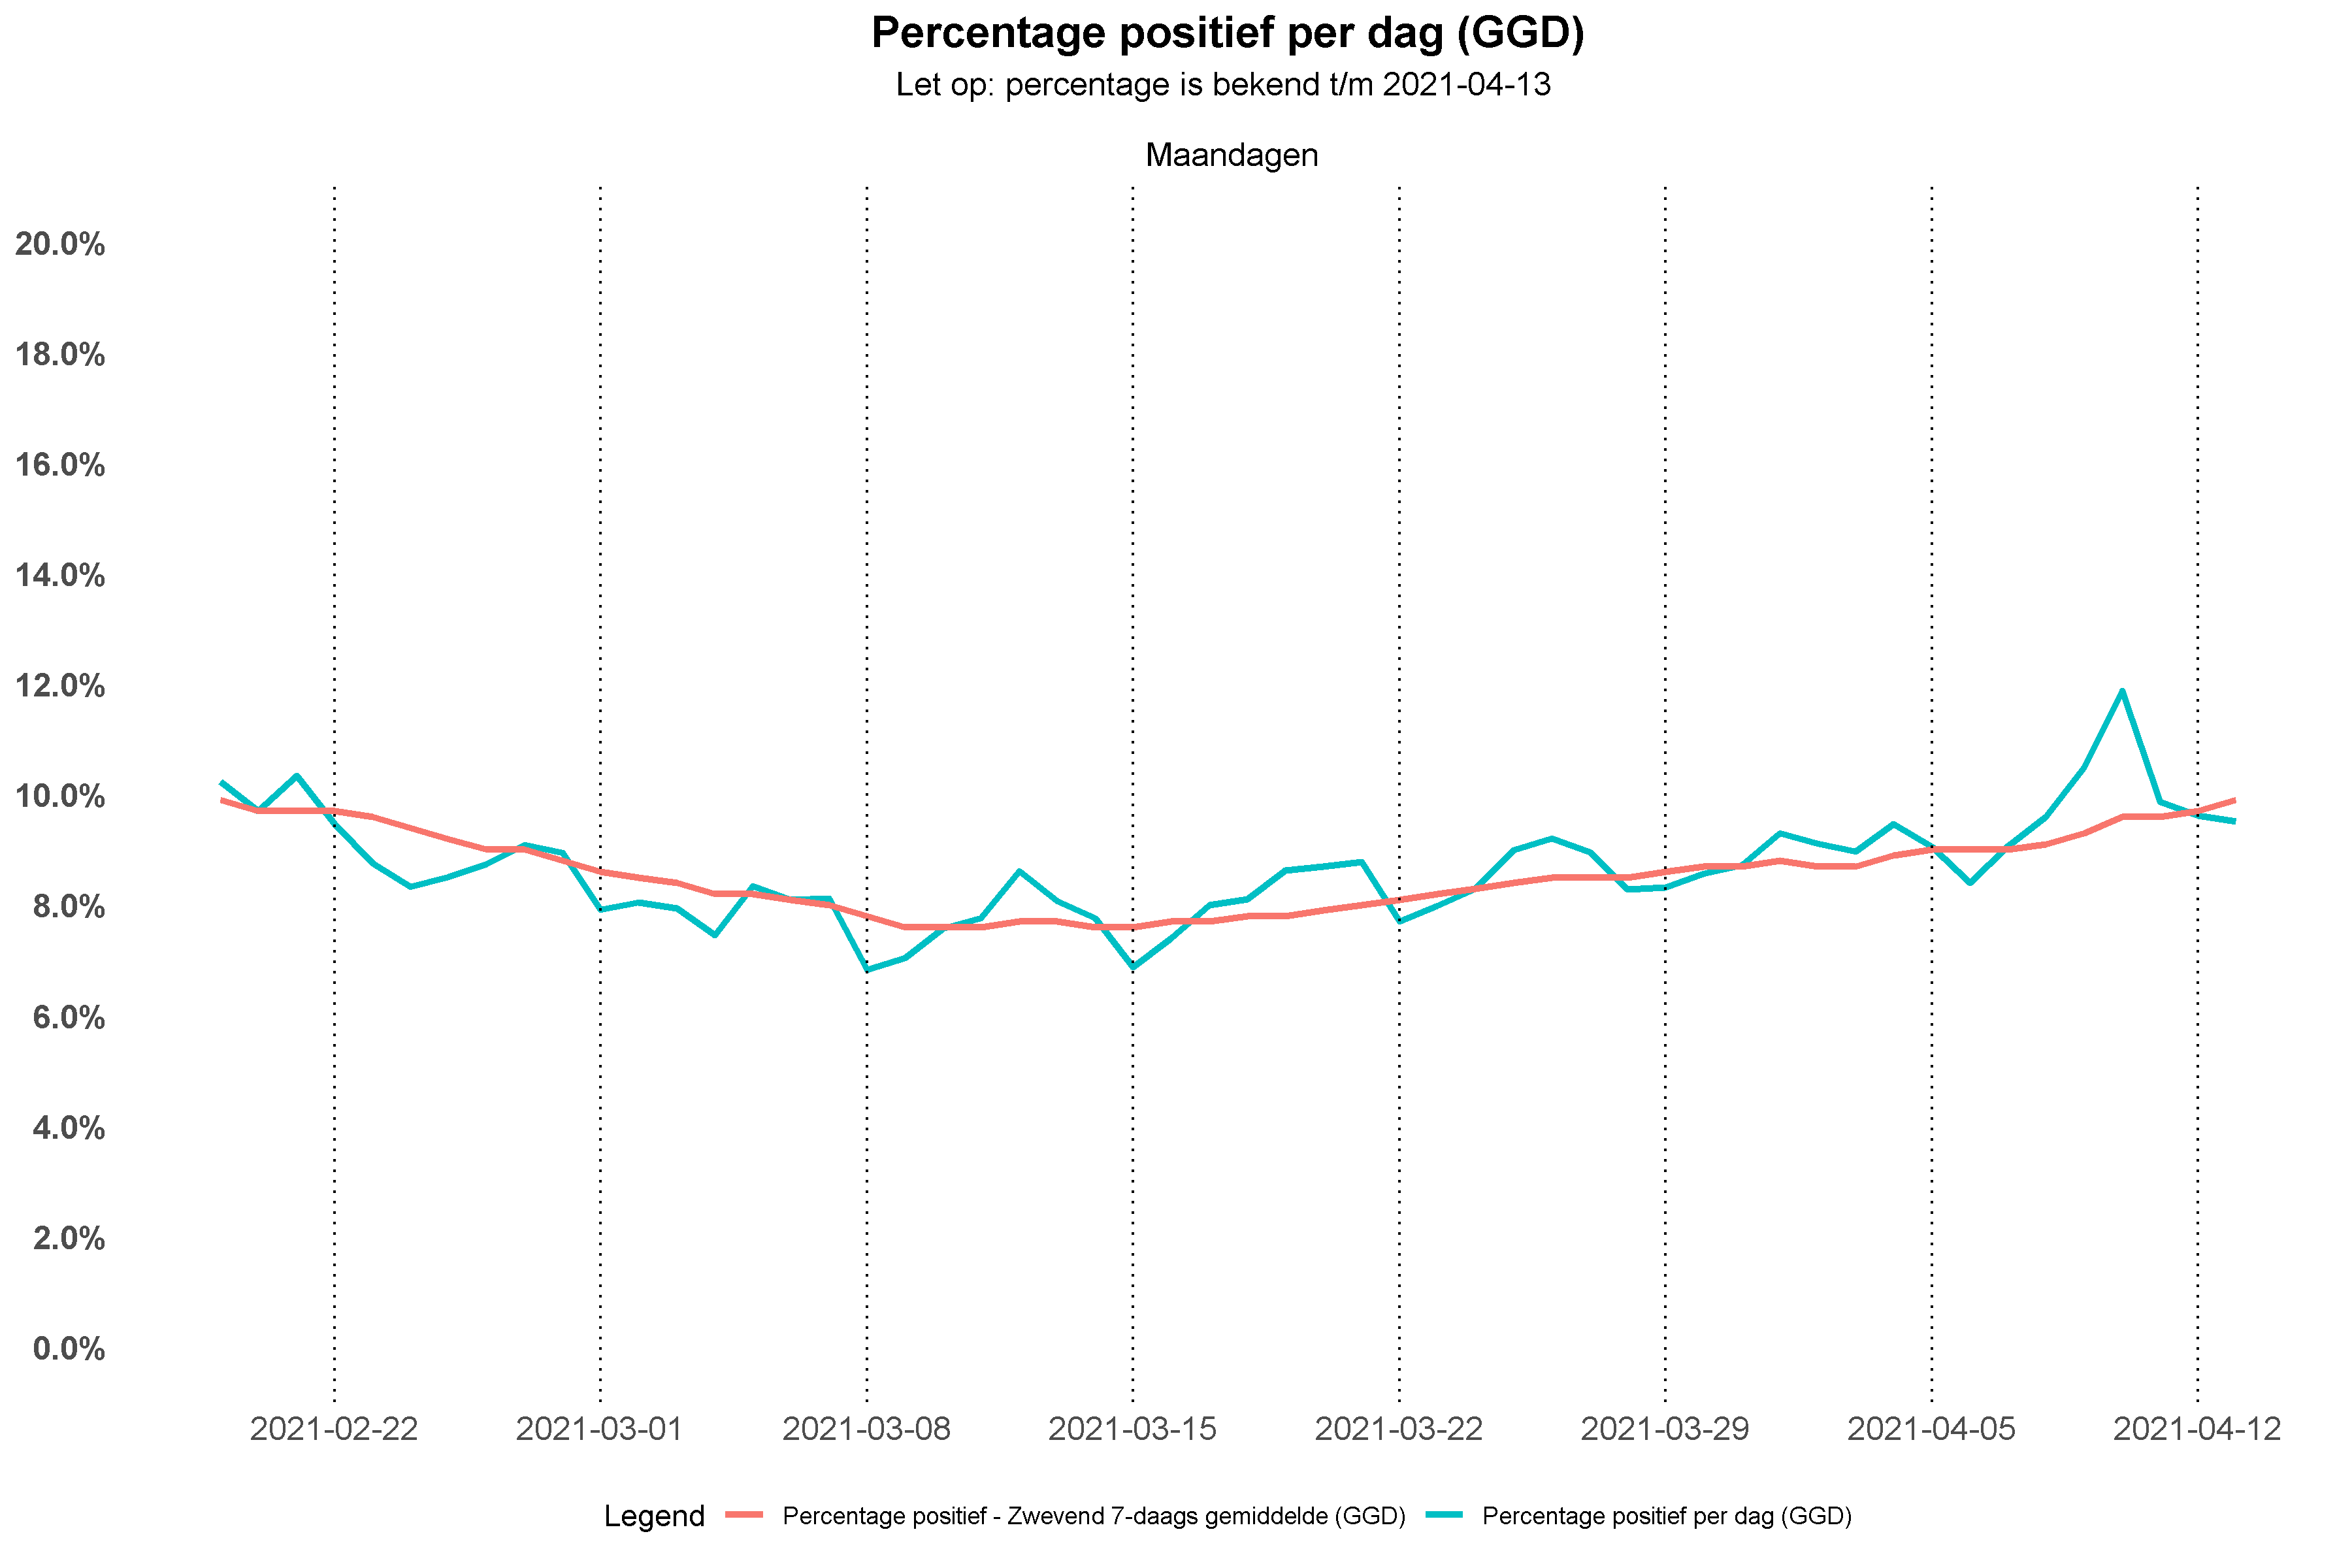 Percentage positief per dag (GGD)
Let op: percentage is bekend t/m 2021-04-13
Maandagen
20.0%
18.0%
16.0%
14.0%
12.0%
10.0%
8.0%
6.0%
4.0%
2.0%
0.0%
2021-02-22 2021-03-01 2021-03-08 2021-03-15 2021-03-22 2021-03-29 2021-04-05 2021-04-12
Legend Percentage positief - Zwevend 7-daags gemiddelde (GGD) Percentage positief per dag (GGD)